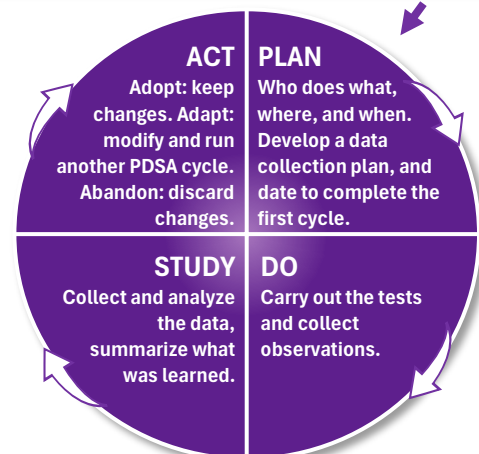 ACT
Adopt: keep
changes. Adapt:
modify and run
another PDSA cycle.
Abandon: discard
changes.
PLAN
Who does what,
where, and when.
Develop a data
collection plan, and
date to complete the
first cycle.
STUDY
Collect and analyze
the data,
summarize what
was learned.
DO
Carry out the tests
and collect
observations.